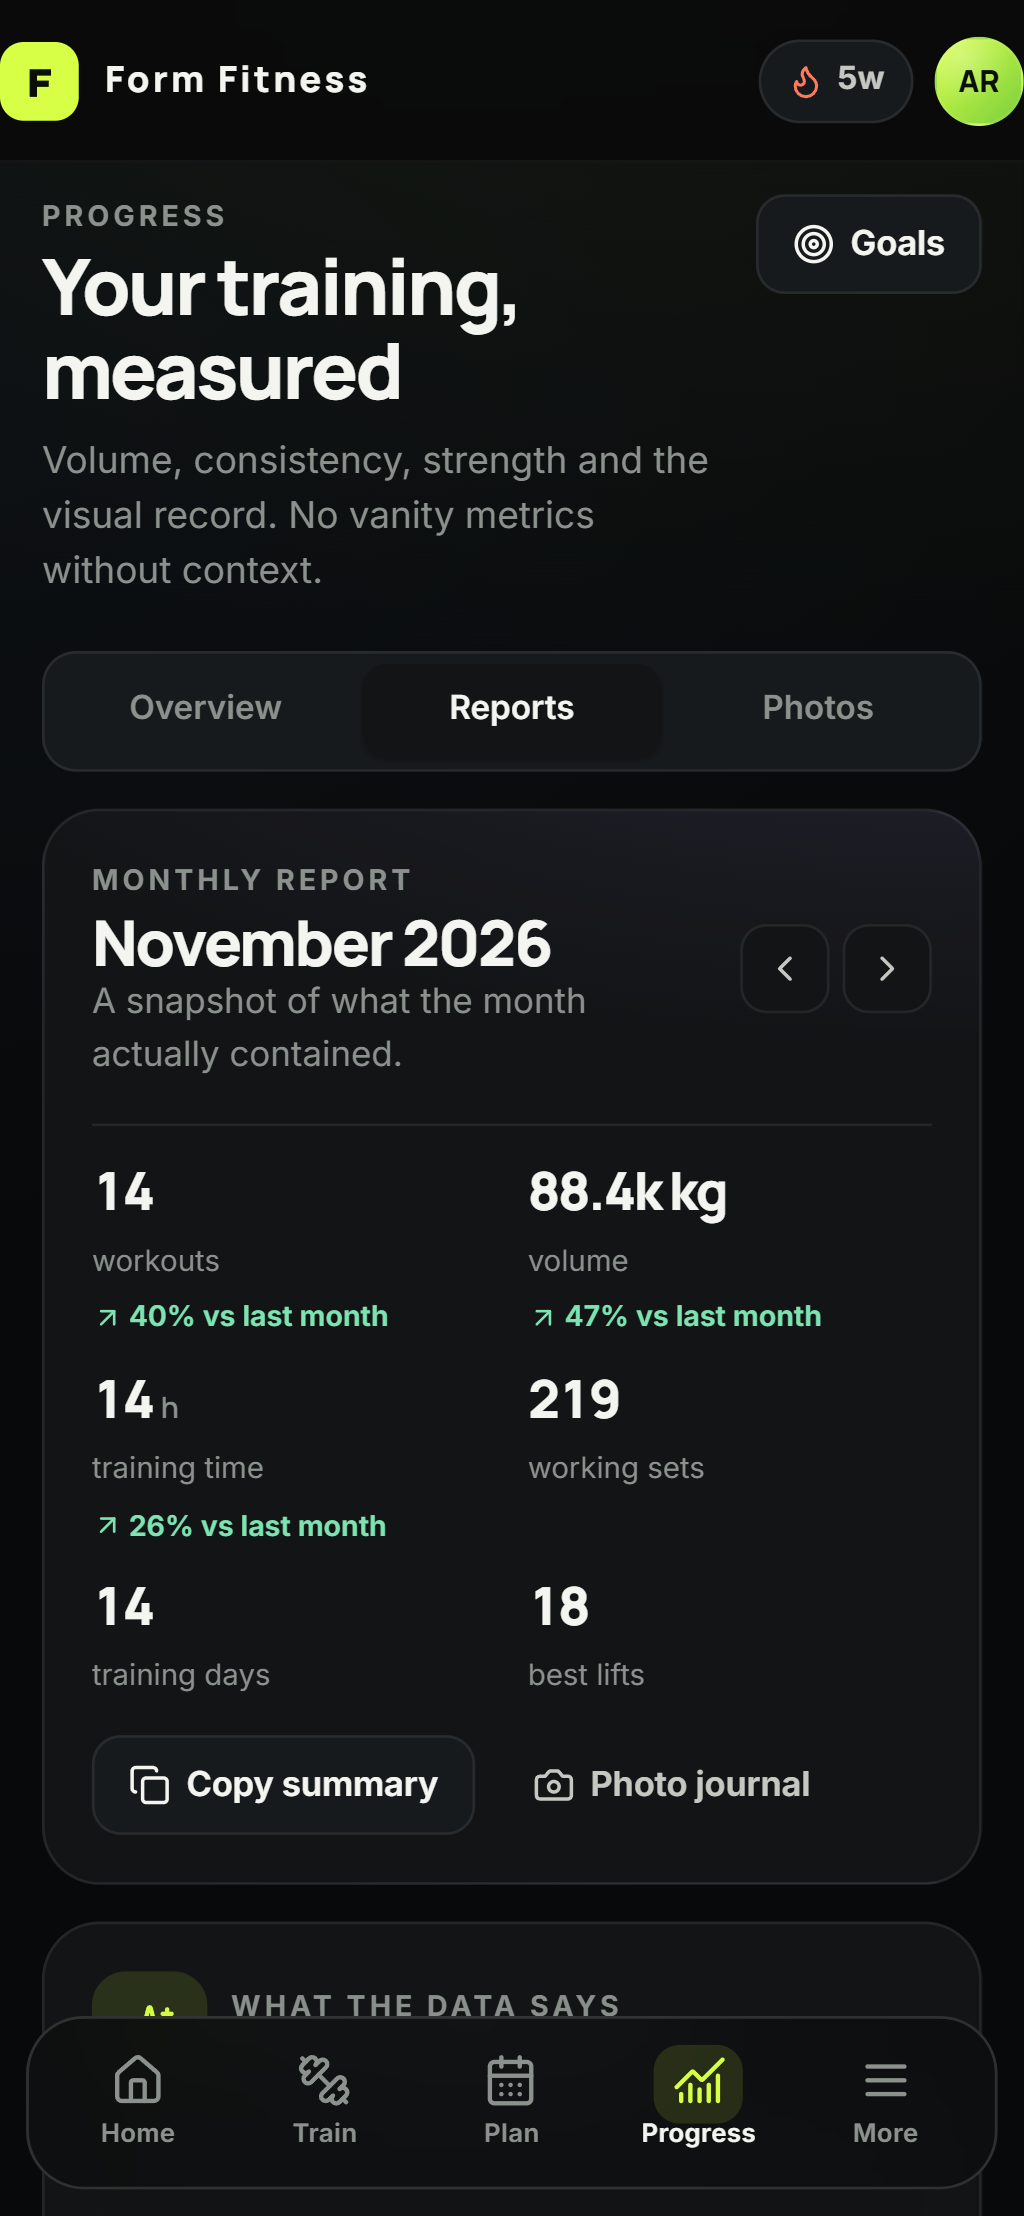 F
Form Fitness
5w
AR
PROGRESS
Goals
Your training,
measured
Volume, consistency, strength and the
visual record. No vanity metrics
without context.
Overview
Reports
Photos
MONTHLY REPORT
November 2026
A snapshot of what the month
actually contained.
14
workouts
40% vs last month
88.4k kg
volume
47% vs last month
14 h
training time
26% vs last month
219
working sets
14
training days
18
best lifts
Copy summary
Photo journal
WHAT THE DATA SAYS
Home
Train
Plan
Progress
More